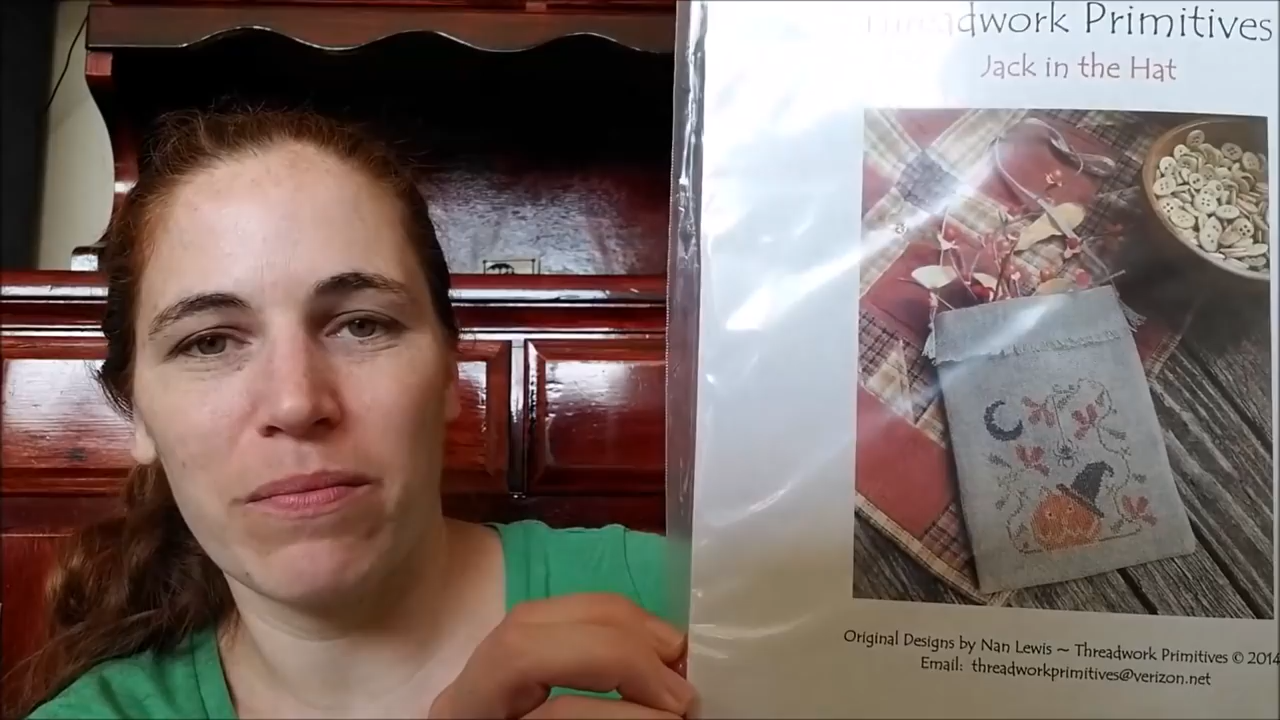 Threadwork Primitives
Jack in the Hat
Original Designs by Nan Lewis ~ Threadwork Primitives © 2014
Email: threadworkprimitives@verizon.net